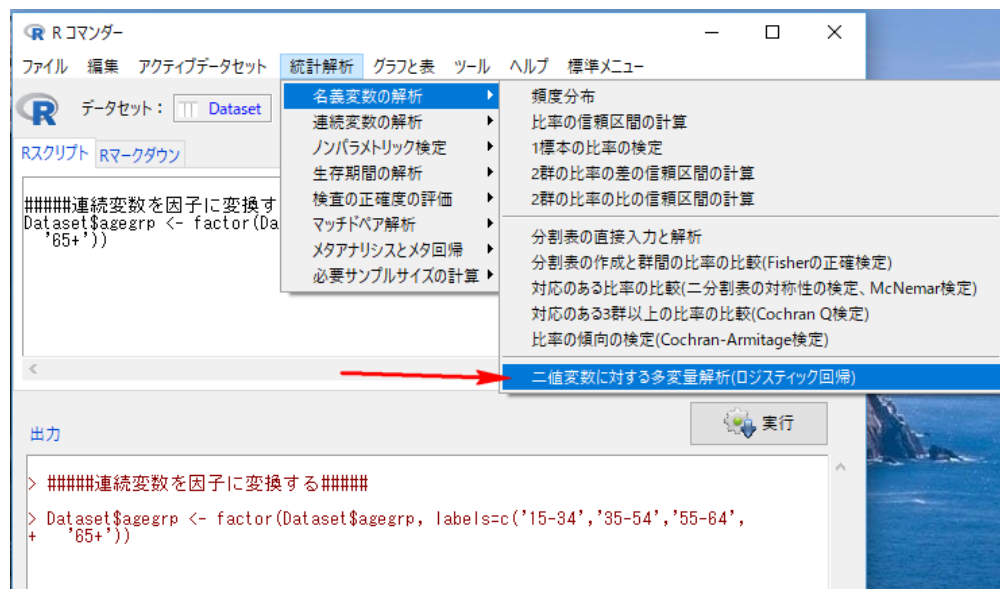 R コマンダー
ファイル 編集 アクティブデータセット 統計解析 グラフと表 ツール ヘルプ 標準メニュー
データセット: Dataset
Rスクリプト Rマークダウン
#####連続変数を因子に変換す
Dataset$agegrp <- factor(Da
'65+'))
名義変数の解析
連続変数の解析
ノンパラメトリック検定
生存期間の解析
検査の正確度の評価
マッチドペア解析
メタアナリシスとメタ回帰
必要サンプルサイズの計算
頻度分布
比率の信頼区間の計算
1標本の比率の検定
2群の比率の差の信頼区間の計算
2群の比率の比の信頼区間の計算
分割表の直接入力と解析
分割表の作成と群間の比率の比較(Fisherの正確検定)
対応のある比率の比較(二分割表の対称性の検定、McNemar検定)
対応のある3群以上の比率の比較(Cochran Q検定)
比率の傾向の検定(Cochran-Armitage検定)
二値変数に対する多変量解析(ロジスティック回帰)
実行
出力
> #####連続変数を因子に変換する#####
> Dataset$agegrp <- factor(Dataset$agegrp, labels=c('15-34','35-54','55-64',
+ '65+'))